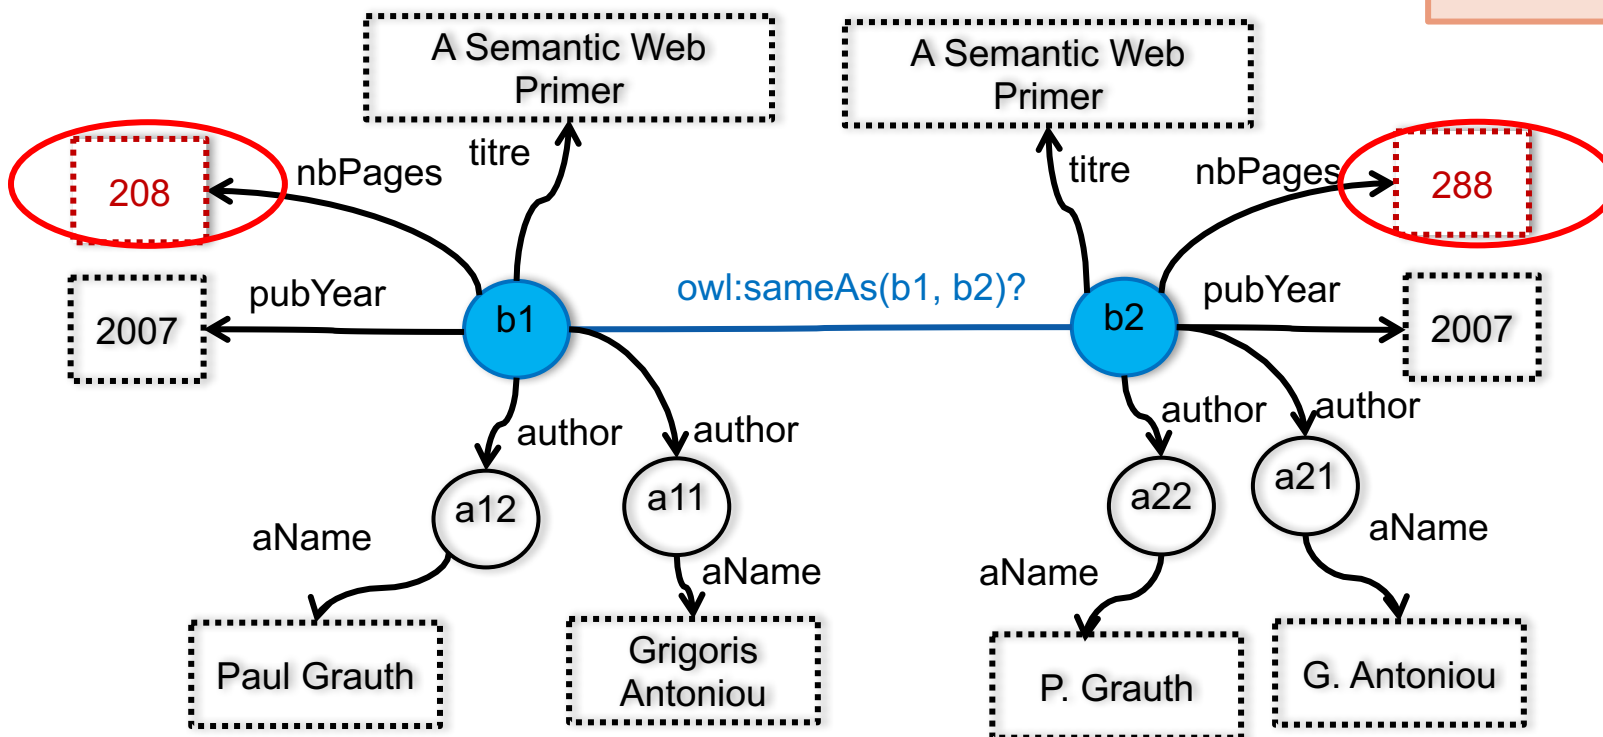 A Semantic Web
Primer
A Semantic Web
Primer
titre
nbPages
208
titre
nbPages
288
pubYear
2007
b1
owl:sameAs(b1, b2)?
b2
pubYear
2007
author
author
author
author
a12
a11
a22
a21
aName
aName
aName
aName
Paul Grauth
Grigoris
Antoniou
P. Grauth
G. Antoniou